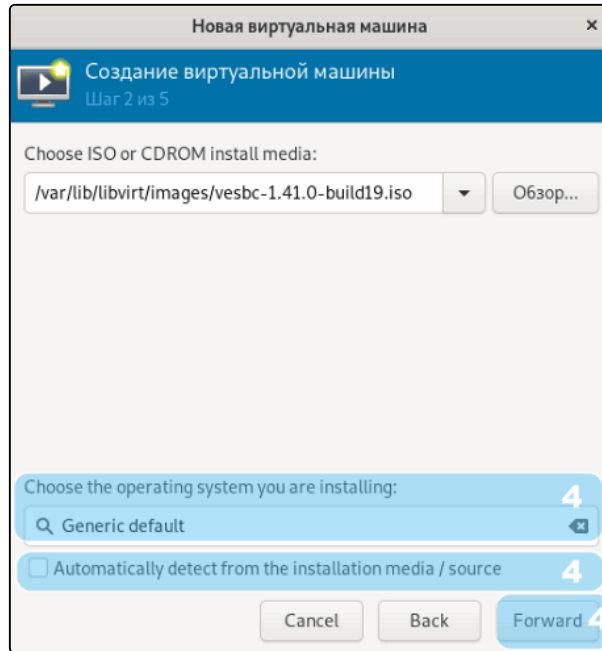 Новая виртуальная машина ×
Создание виртуальной машины
Шаг 2 из 5
Choose ISO or CDROM install media:
/var/lib/libvirt/images/vesbc-1.41.0-build19.iso Обзор...
Choose the operating system you are installing: 4
Generic default
Automatically detect from the installation media / source 4
Cancel Back Forward 4